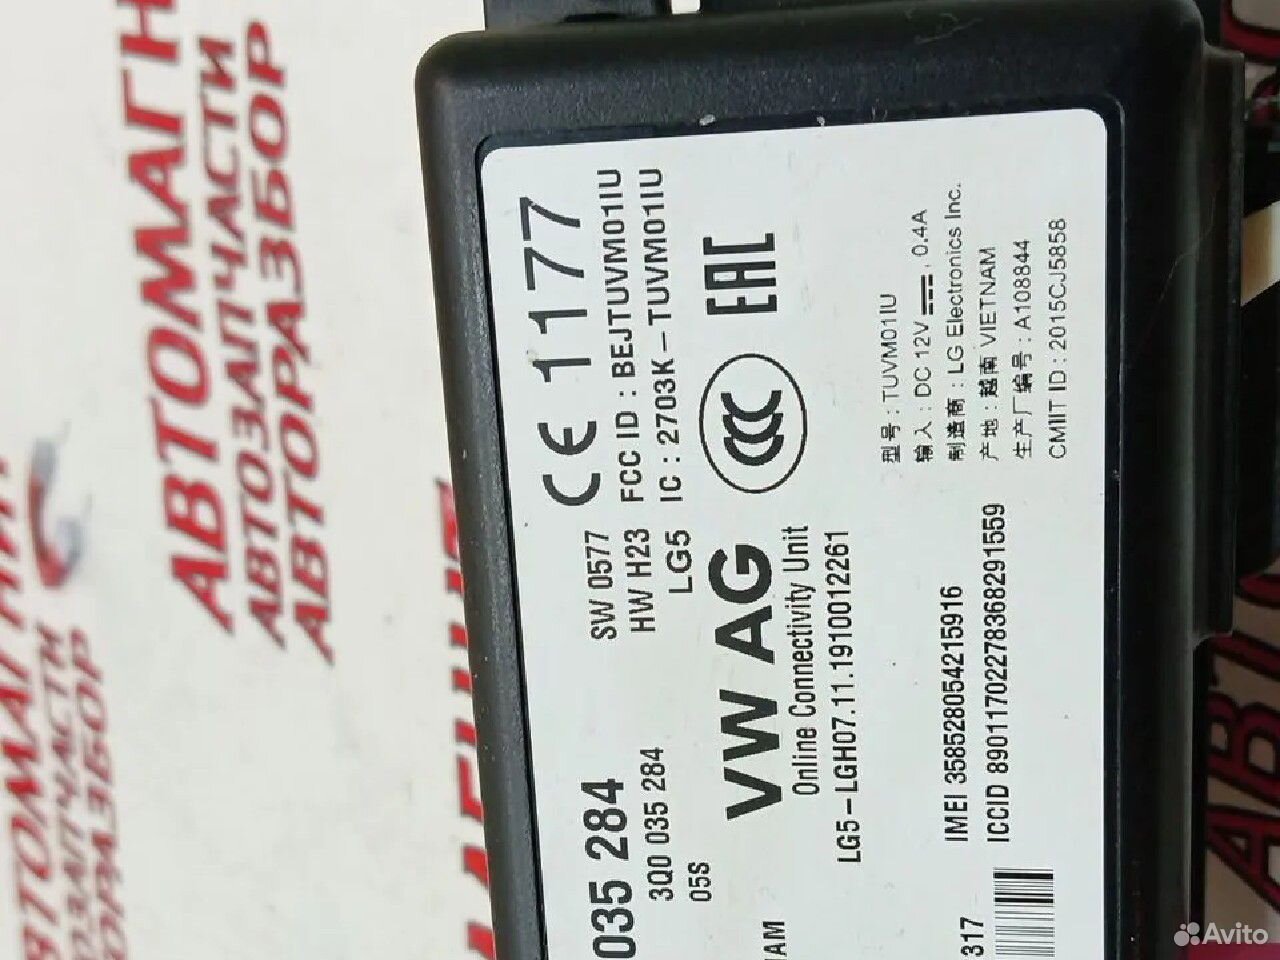 CE 1177
SW 0577
HW H23
LG5
FCC ID : BEJTUVM01IU
IC : 2703K-TUVM01IU
035 284
3Q0 035 284
05S
VW AG
Online Connectivity Unit
LG5-LGH07.11.1910012261
CCC
EAC
型号 : TUVM01IU
输入 : DC 12V 0.4A
制造商 : LG Electronics Inc.
产地 : 越南 VIETNAM
生产厂编号 : A108844
CMIIT ID : 2015CJ5858
IMEI 358528054215916
ICCID 89011702278368291559
317
АВТОМАГН
АВТОЗАПЧАСТИ
АВТОРАЗБОР
Avito